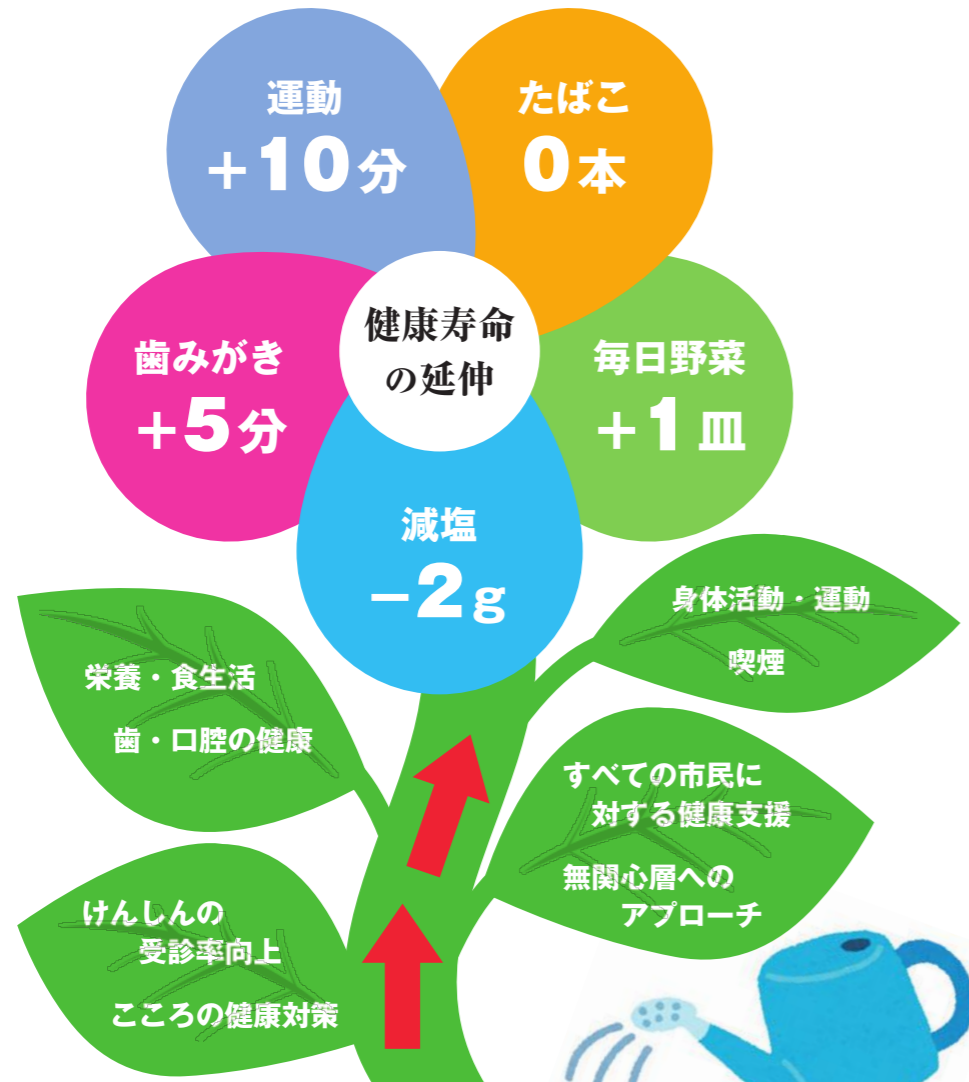 運動
+10分
たばこ
0本
健康寿命
の延伸
歯みがき
+5分
毎日野菜
+1皿
減塩
−2g
身体活動・運動
喫煙
栄養・食生活
歯・口腔の健康
すべての市民に
対する健康支援
無関心層への
アプローチ
けんしんの
受診率向上
こころの健康対策